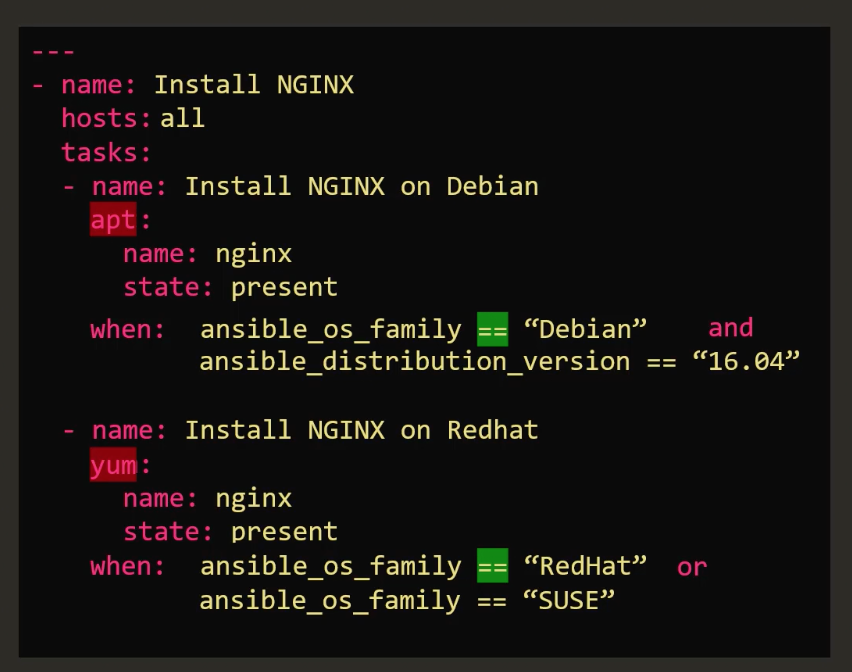 ---
- name: Install NGINX
  hosts: all
  tasks:
  - name: Install NGINX on Debian
    apt:
      name: nginx
      state: present
    when: ansible_os_family == “Debian” and
          ansible_distribution_version == “16.04”
  - name: Install NGINX on Redhat
    yum:
      name: nginx
      state: present
    when: ansible_os_family == “RedHat” or
          ansible_os_family == “SUSE”